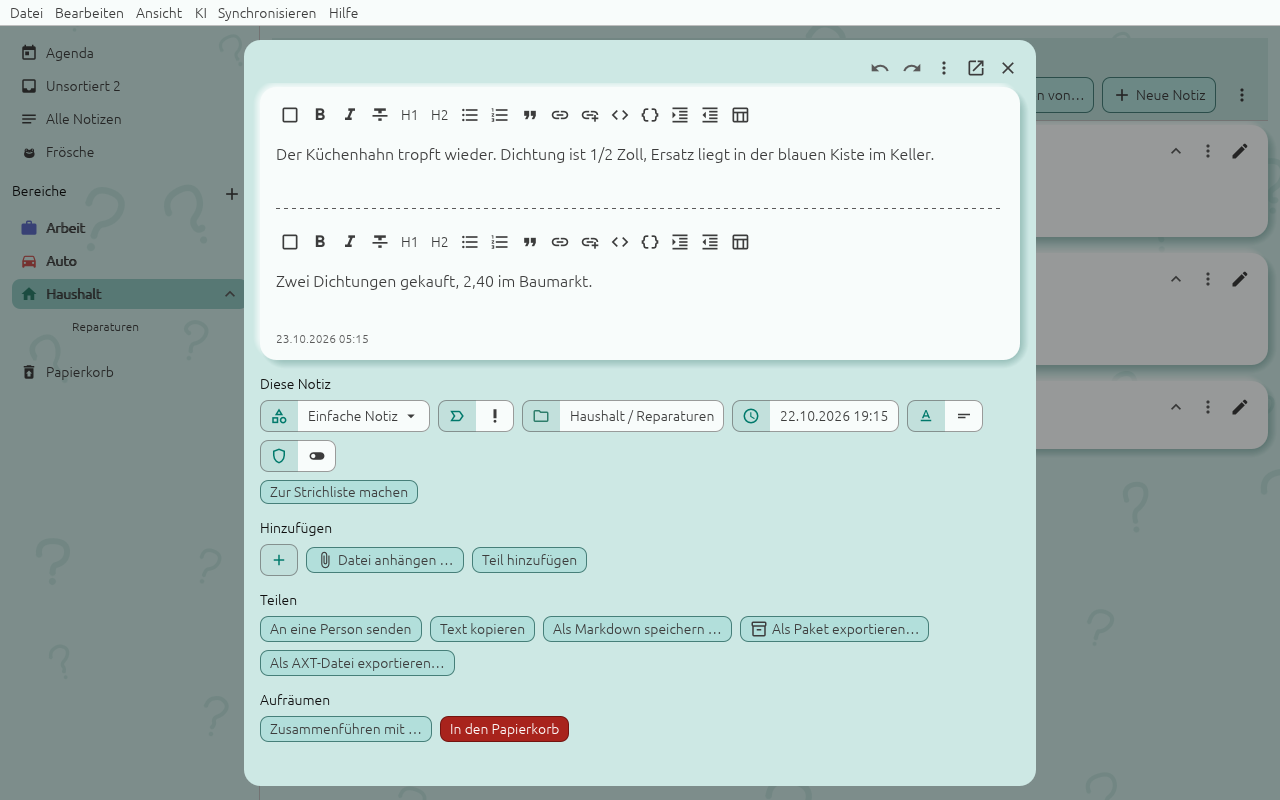 Datei Bearbeiten Ansicht KI Synchronisieren Hilfe
Agenda
Unsortiert 2
Alle Notizen
Frösche
Bereiche
Arbeit
Auto
Haushalt
Reparaturen
Papierkorb
n von…
Neue Notiz
H1 H2
Der Küchenhahn tropft wieder. Dichtung ist 1/2 Zoll, Ersatz liegt in der blauen Kiste im Keller.
H1 H2
Zwei Dichtungen gekauft, 2,40 im Baumarkt.
23.10.2026 05:15
Diese Notiz
Einfache Notiz Haushalt / Reparaturen 22.10.2026 19:15
Zur Strichliste machen
Hinzufügen
Datei anhängen … Teil hinzufügen
Teilen
An eine Person senden Text kopieren Als Markdown speichern … Als Paket exportieren…
Als AXT-Datei exportieren…
Aufräumen
Zusammenführen mit … In den Papierkorb